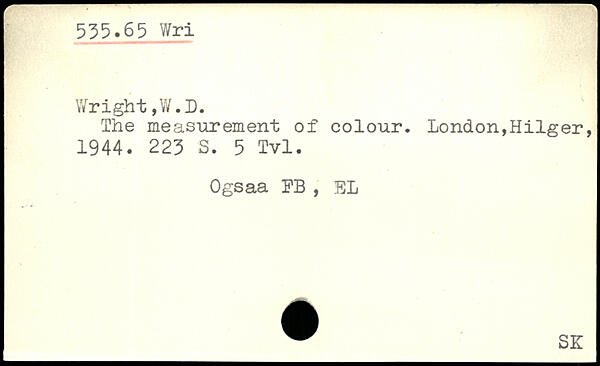 535.65 Wri
Wright,W.D.
The measurement of colour. London,Hilger,
1944. 223 S. 5 Tvl.
Ogsaa FB, EL
SK